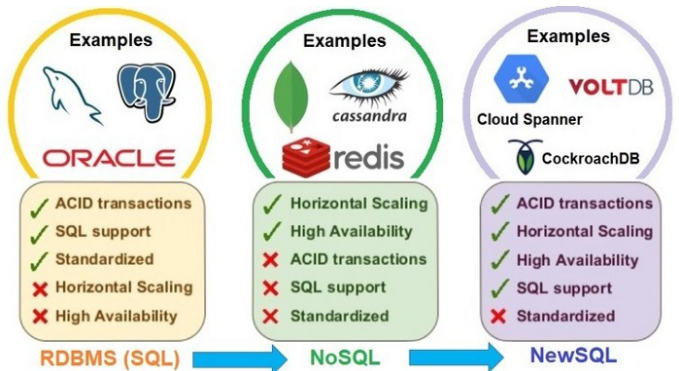 Examples
ORACLE
ACID transactions
SQL support
Standardized
Horizontal Scaling
High Availability
RDBMS (SQL)
Examples
cassandra
redis
Horizontal Scaling
High Availability
ACID transactions
SQL support
Standardized
NoSQL
Examples
VOLTDB
Cloud Spanner
CockroachDB
ACID transactions
Horizontal Scaling
High Availability
SQL support
Standardized
NewSQL